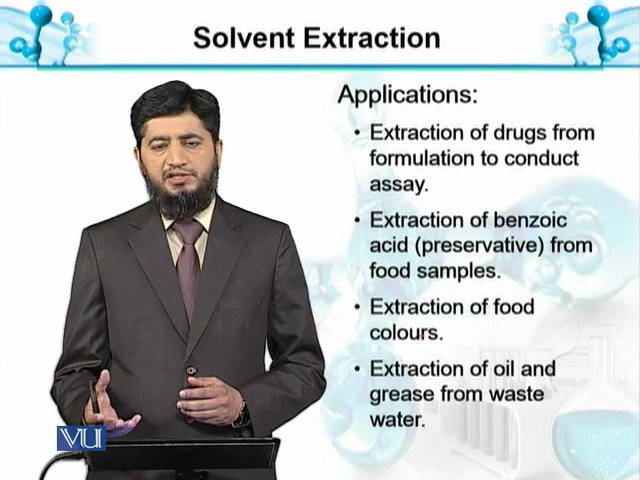 Solvent Extraction
Applications:
• Extraction of drugs from
formulation to conduct
assay.
• Extraction of benzoic
acid (preservative) from
food samples.
• Extraction of food
colours.
• Extraction of oil and
grease from waste
water.
VU